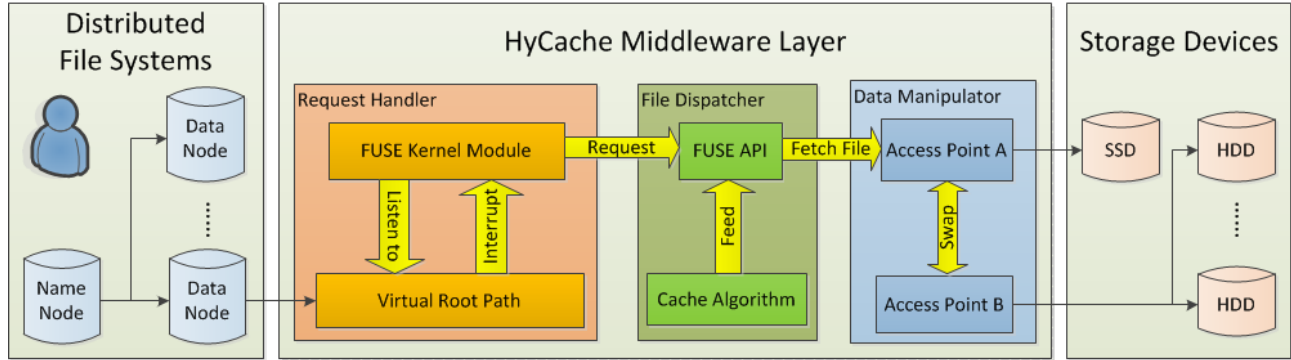 Distributed
File Systems
Data
Node
......
Name
Node
Data
Node
HyCache Middleware Layer
Request Handler
FUSE Kernel Module
Listen to
Interrupt
Virtual Root Path
Request
File Dispatcher
FUSE API
Feed
Cache Algorithm
Fetch File
Data Manipulator
Access Point A
Swap
Access Point B
Storage Devices
SSD
HDD
......
HDD